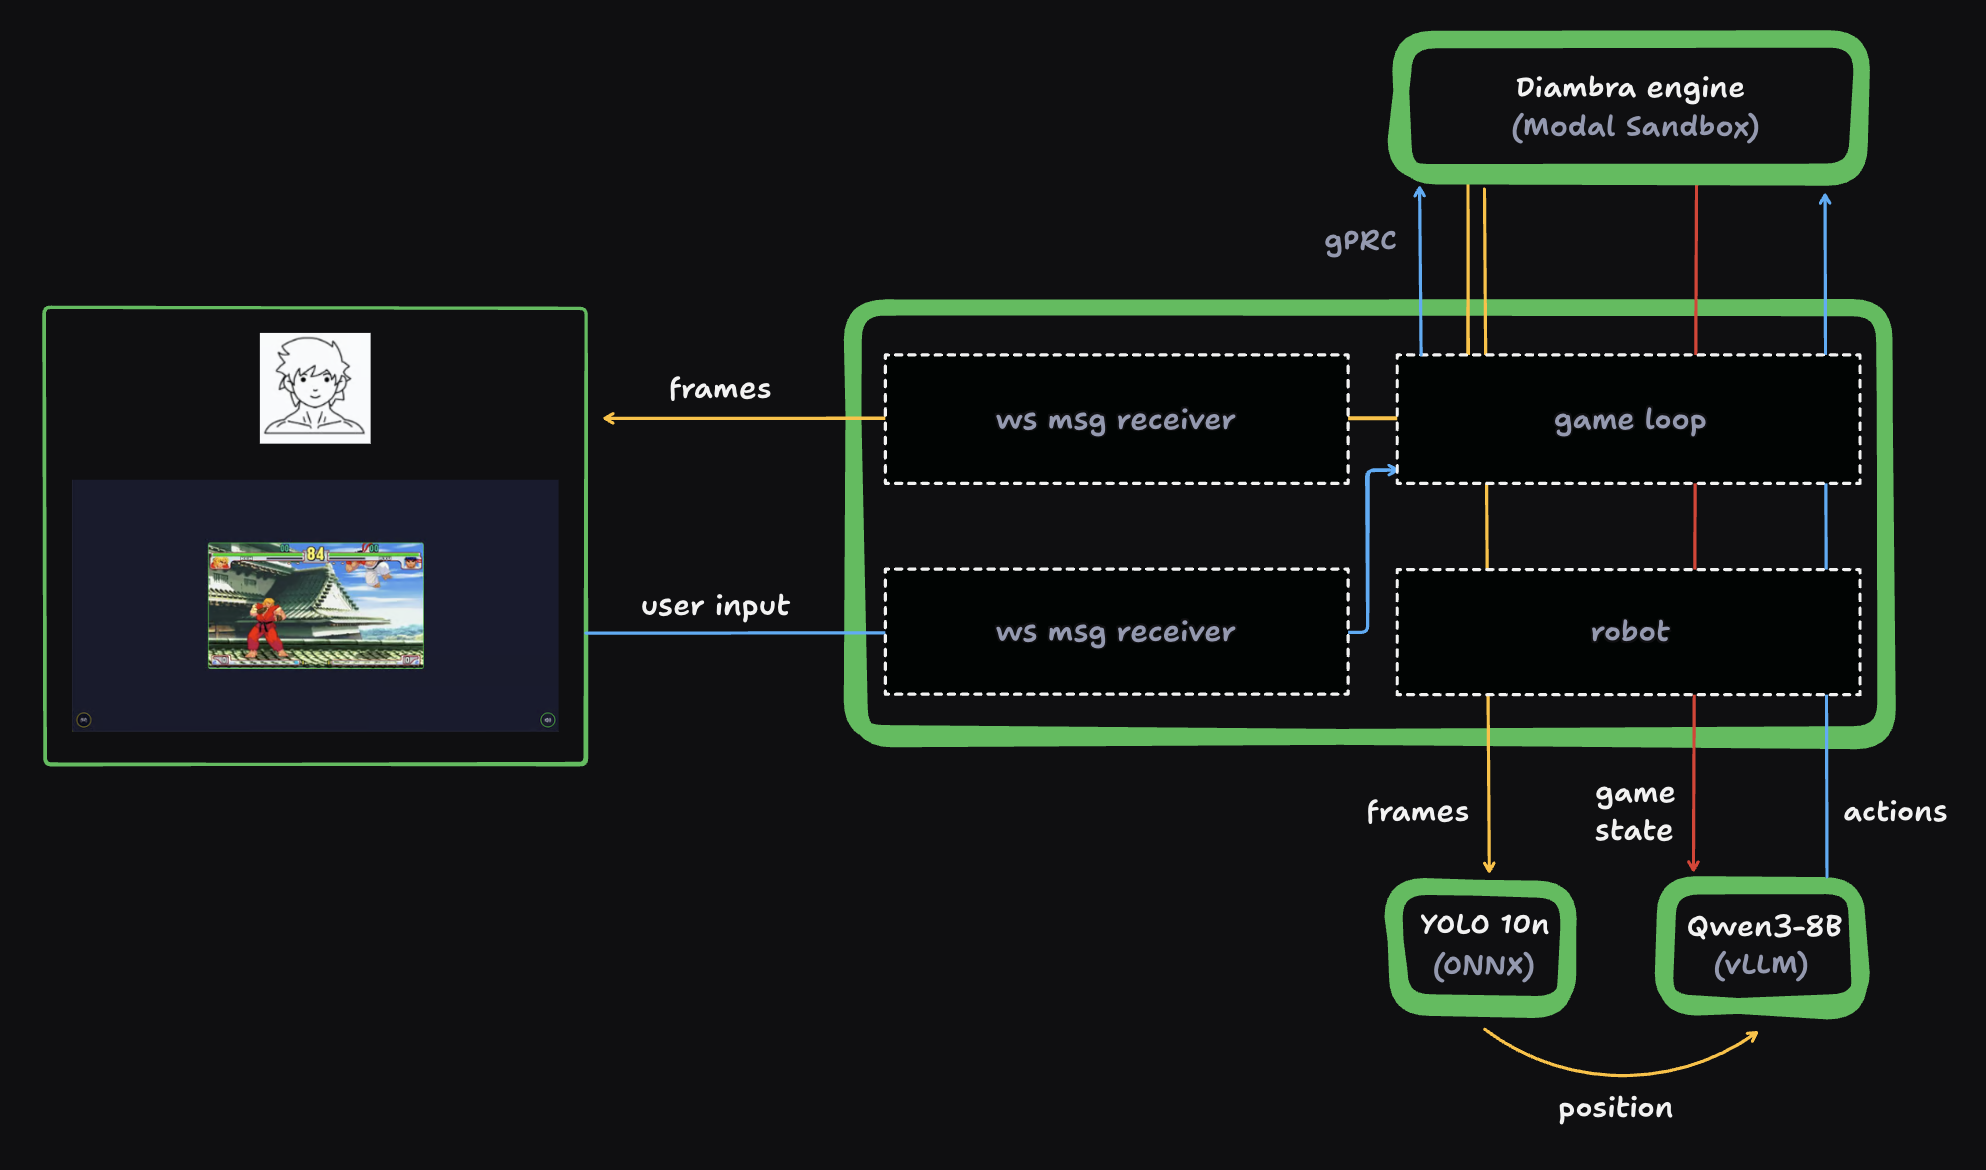 Diambra engine
(Modal Sandbox)
gPRC
frames
ws msg receiver
game loop
84
user input
ws msg receiver
robot
frames
game
state
actions
YOLO 10n
(ONNX)
Qwen3-8B
(vLLM)
position